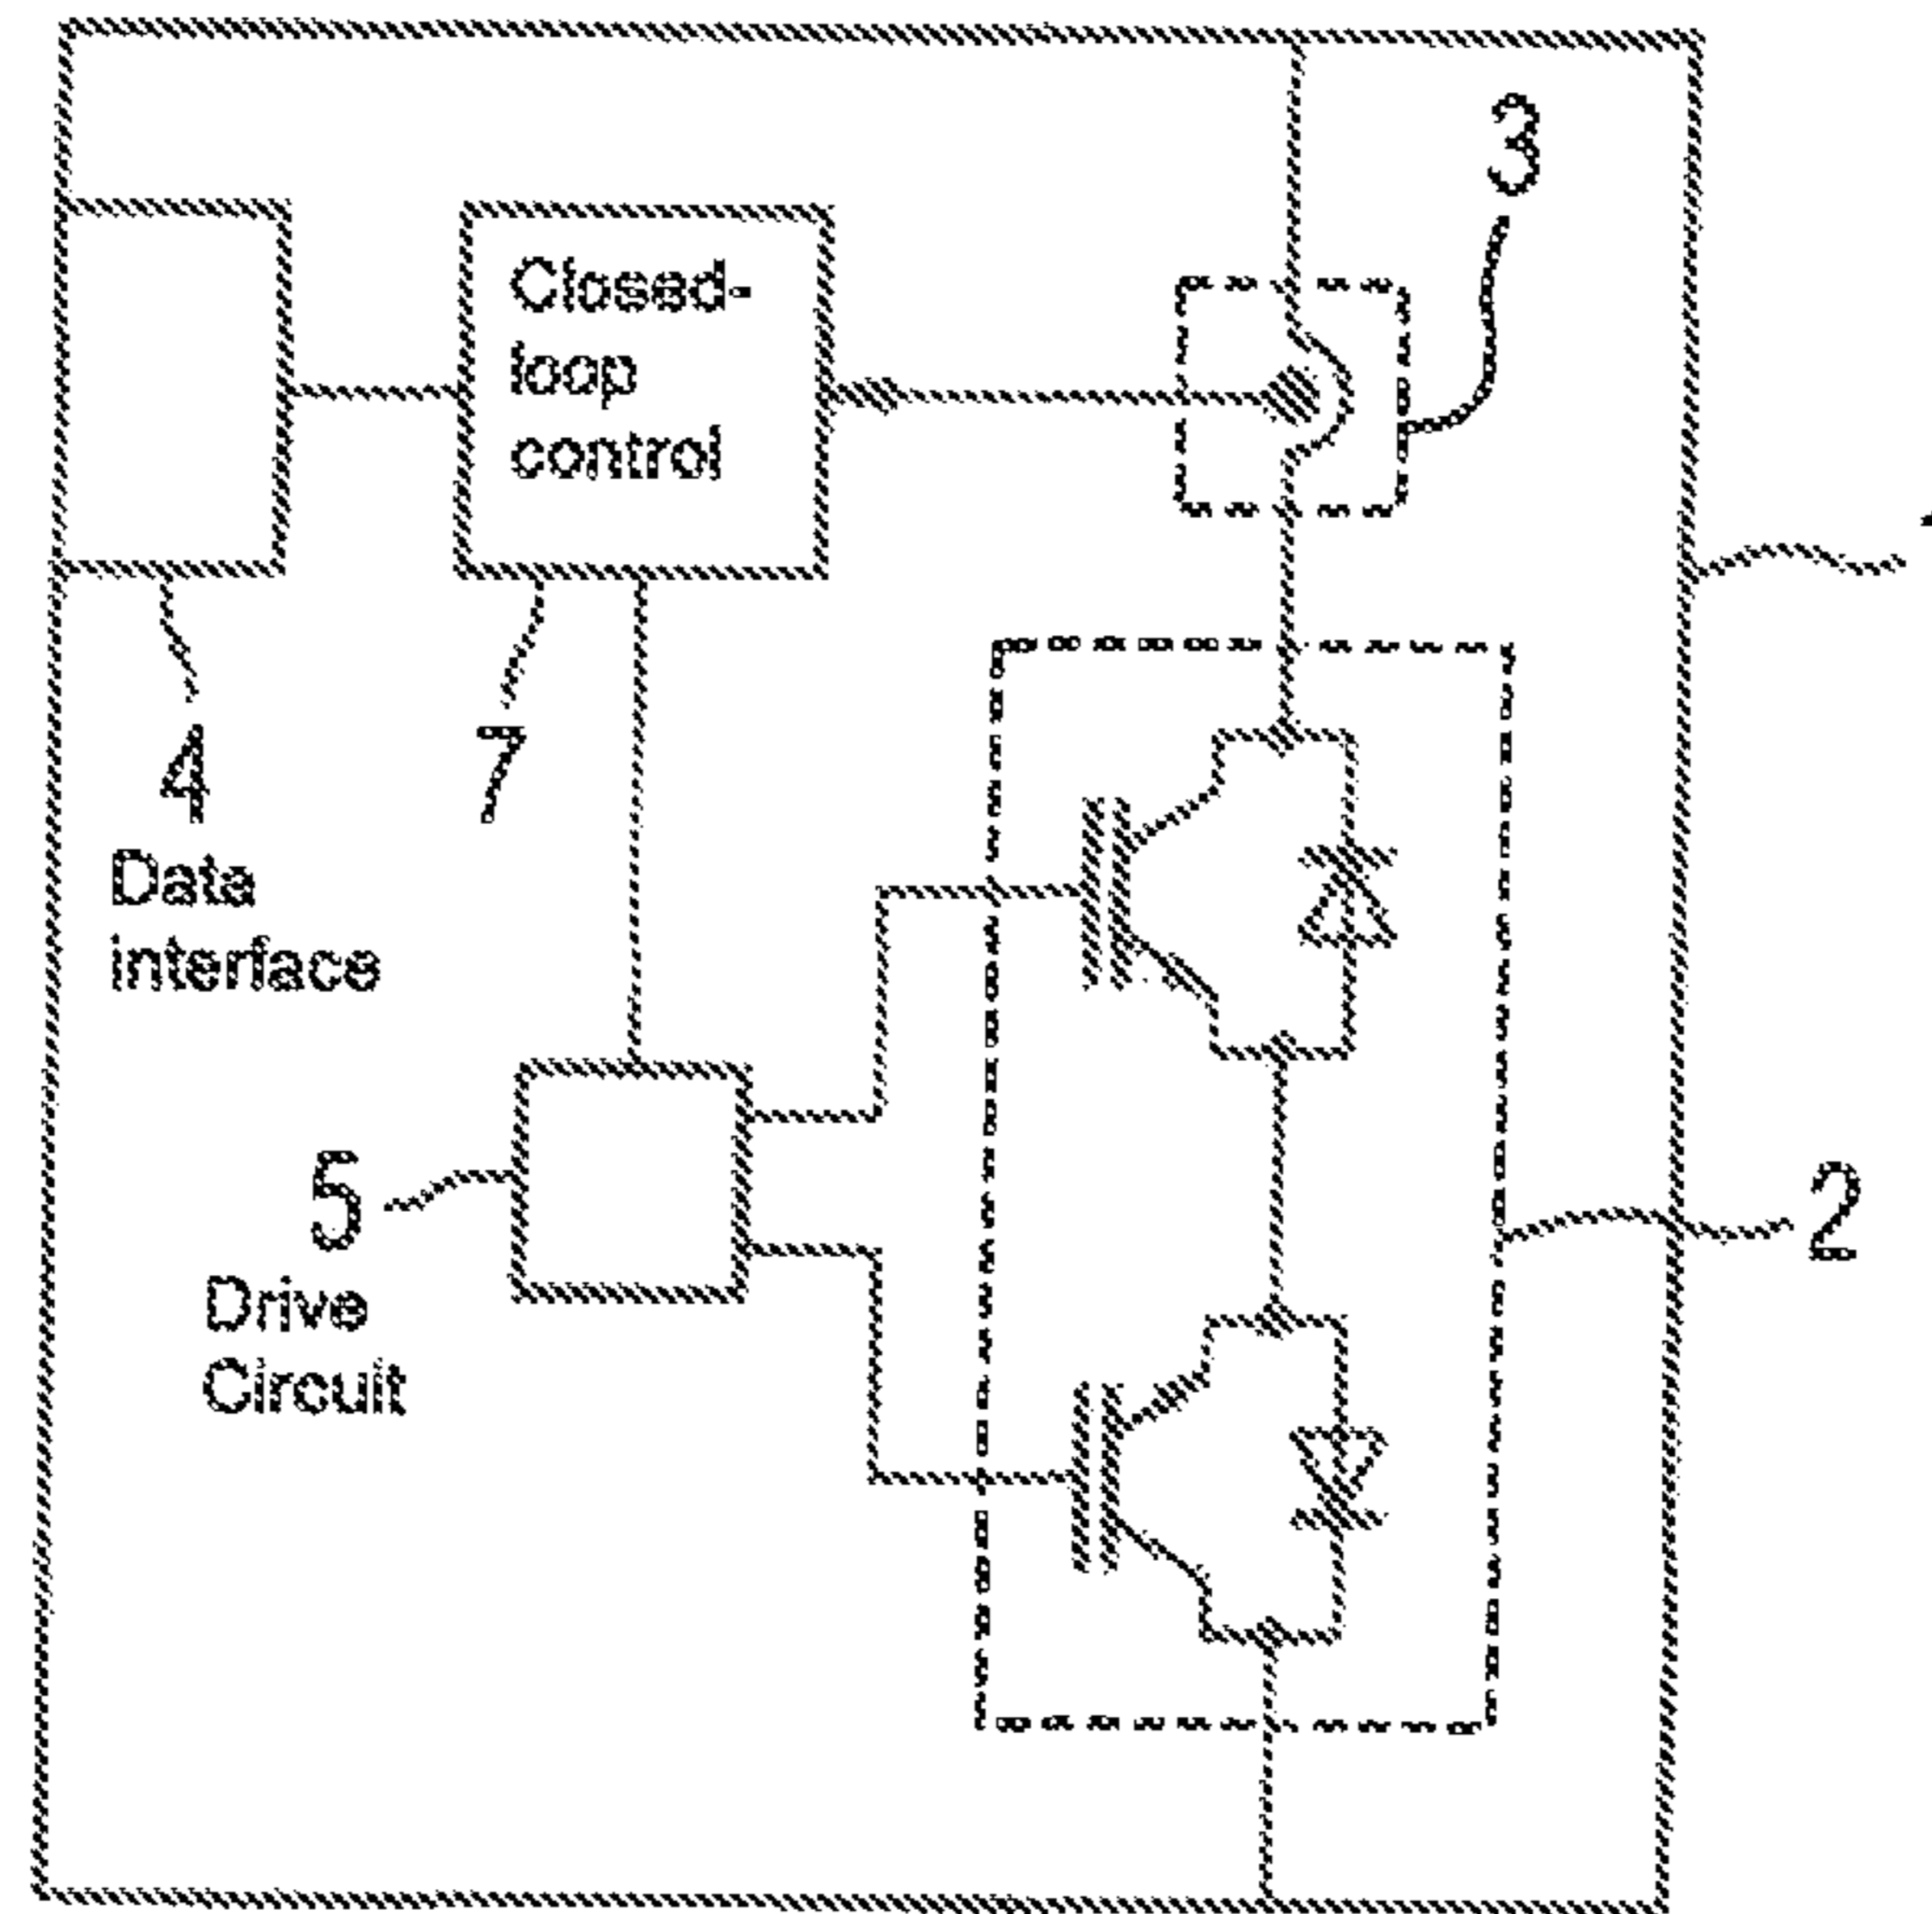 3
Closed-
loop
control
4
7
Data
interface
5
2
Drive
Circuit